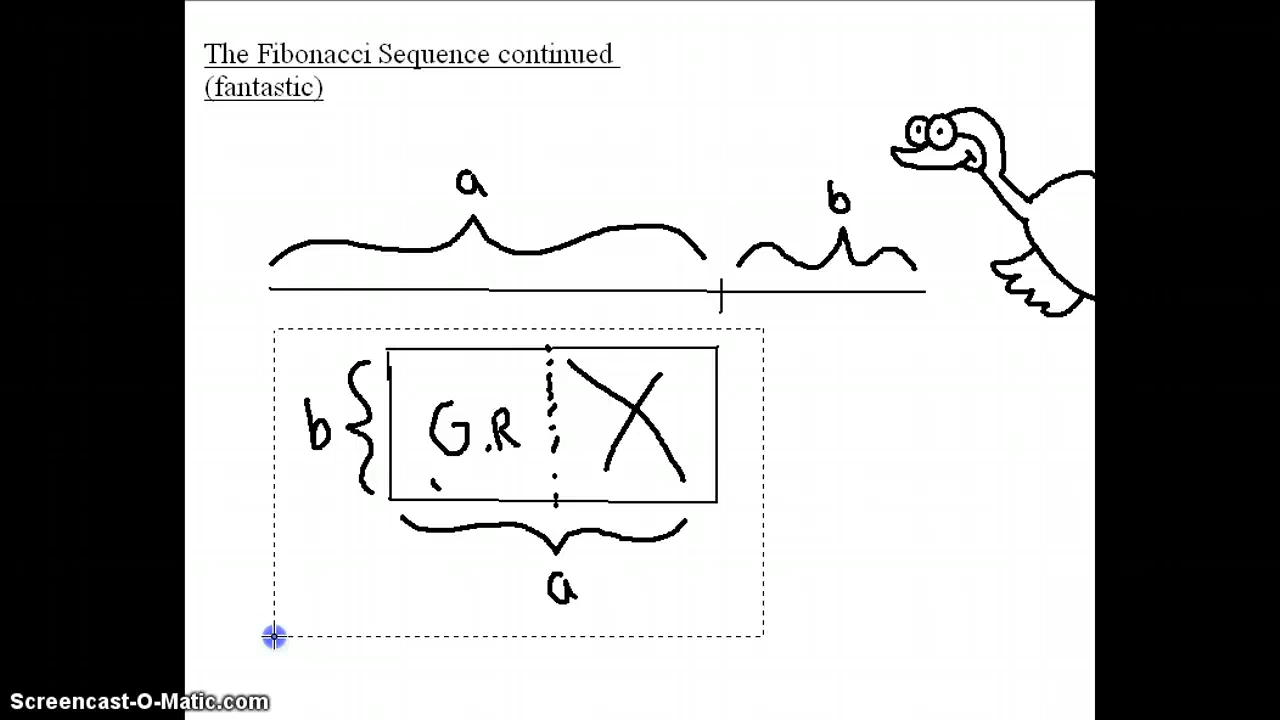 The Fibonacci Sequence continued
(fantastic)
a
b
b
G.R
X
a
Screencast-O-Matic.com